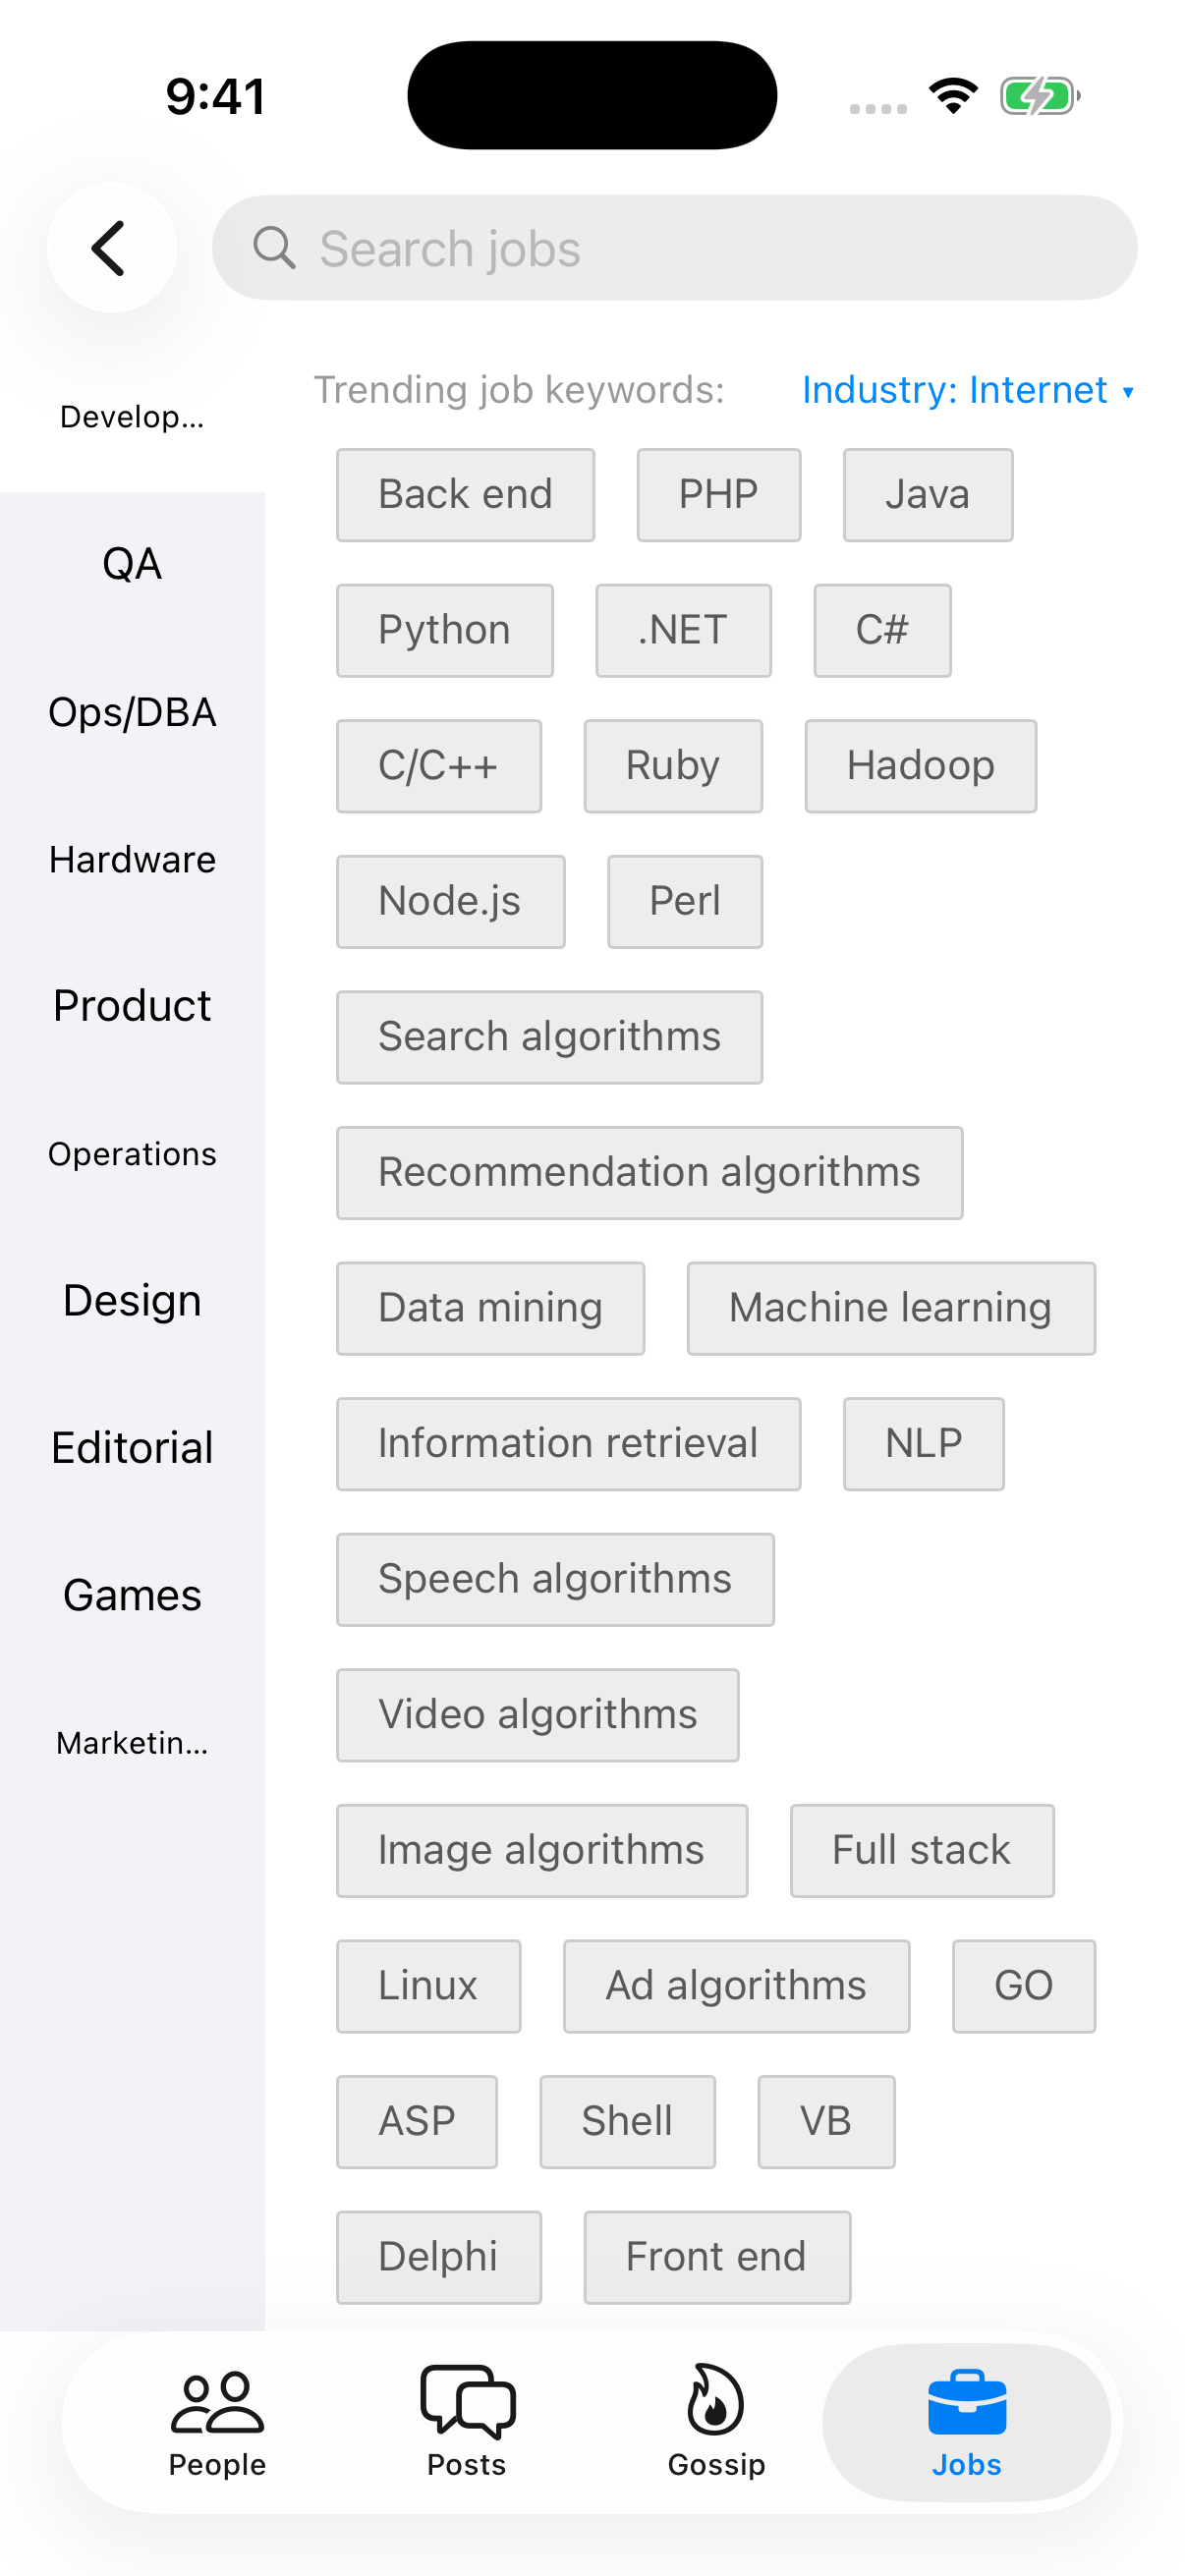 9:41
Search jobs
Develop...
QA
Ops/DBA
Hardware
Product
Operations
Design
Editorial
Games
Marketin...
Trending job keywords: Industry: Internet ▾
Back end PHP Java
Python .NET C#
C/C++ Ruby Hadoop
Node.js Perl
Search algorithms
Recommendation algorithms
Data mining Machine learning
Information retrieval NLP
Speech algorithms
Video algorithms
Image algorithms Full stack
Linux Ad algorithms GO
ASP Shell VB
Delphi Front end
People Posts Gossip Jobs